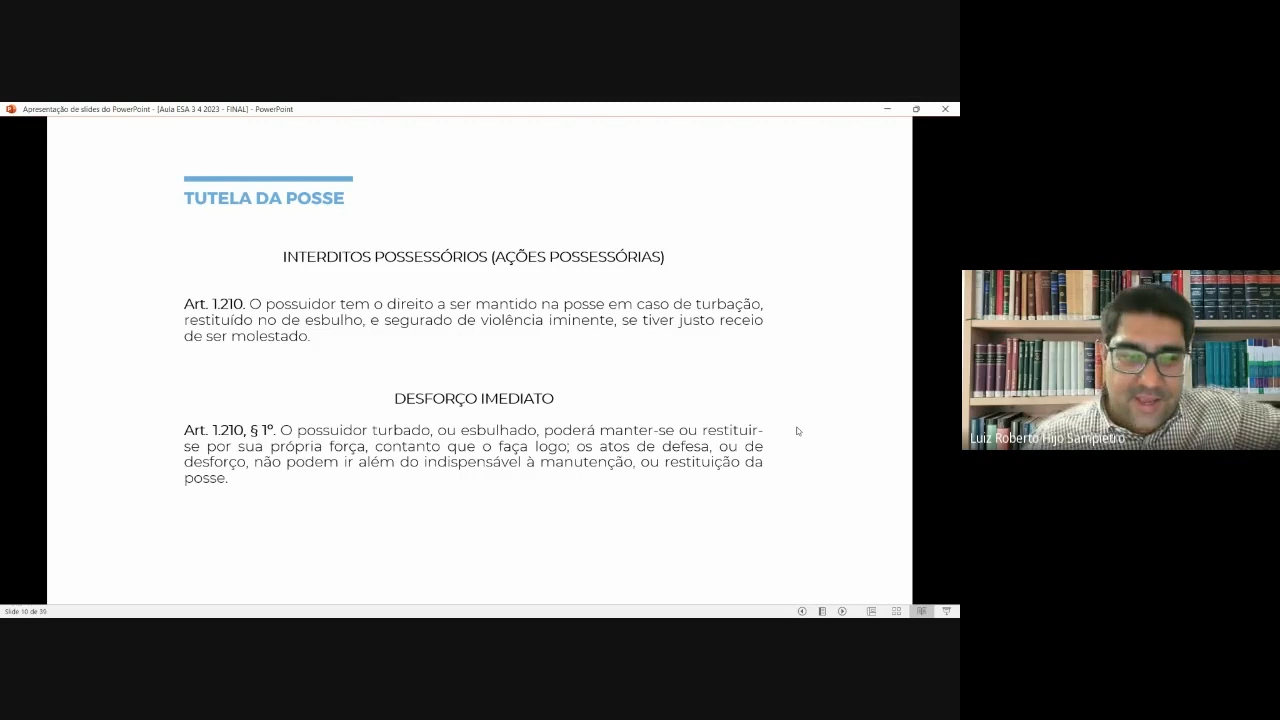 Apresentação de slides do PowerPoint - [Aula ESA 3 4 2023 - FINAL] - PowerPoint
TUTELA DA POSSE
INTERDITOS POSSESSÓRIOS (AÇÕES POSSESSÓRIAS)
Art. 1.210. O possuidor tem o direito a ser mantido na posse em caso de turbação,
restituído no de esbulho, e segurado de violência iminente, se tiver justo receio
de ser molestado.
DESFORÇO IMEDIATO
Art. 1.210, § 1º. O possuidor turbado, ou esbulhado, poderá manter-se ou restituir-
se por sua própria força, contanto que o faça logo; os atos de defesa, ou de
desforço, não podem ir além do indispensável à manutenção, ou restituição da
posse.
Luiz Roberto Hijo Sampietro
Slide 10 de 39